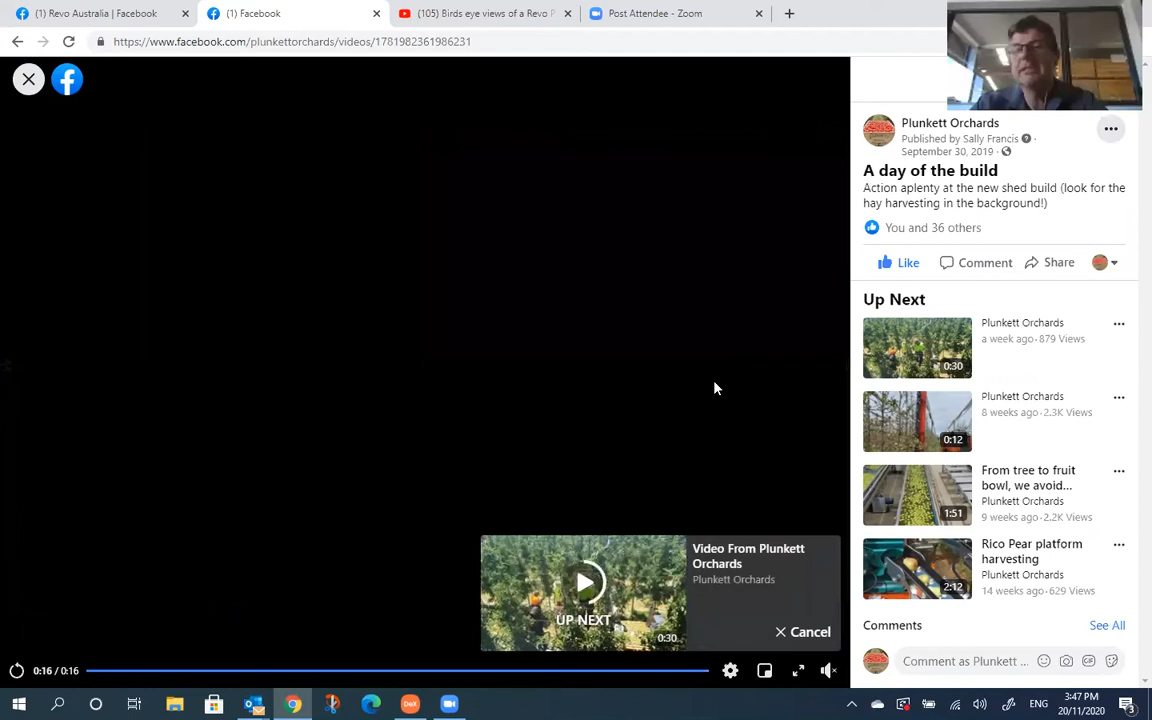 (1) Revo Australia | Facebook
(1) Facebook
(105) Birds eye views of a Revo P
Post Attendee - Zoom
https://www.facebook.com/plunkettorchards/videos/1781982361986231
Plunkett Orchards
Published by Sally Francis
September 30, 2019 ·
A day of the build
Action aplenty at the new shed build (look for the
hay harvesting in the background!)
You and 36 others
Like
Comment
Share
Up Next
Plunkett Orchards
a week ago · 879 Views
0:30
Plunkett Orchards
8 weeks ago · 2.3K Views
0:12
From tree to fruit
bowl, we avoid...
Plunkett Orchards
9 weeks ago · 2.2K Views
1:51
Rico Pear platform
harvesting
Plunkett Orchards
14 weeks ago · 629 Views
2:12
Comments
See All
Comment as Plunkett ...
Video From Plunkett
Orchards
Plunkett Orchards
UP NEXT
0:30
Cancel
0:16 / 0:16
ENG
3:47 PM
20/11/2020
3